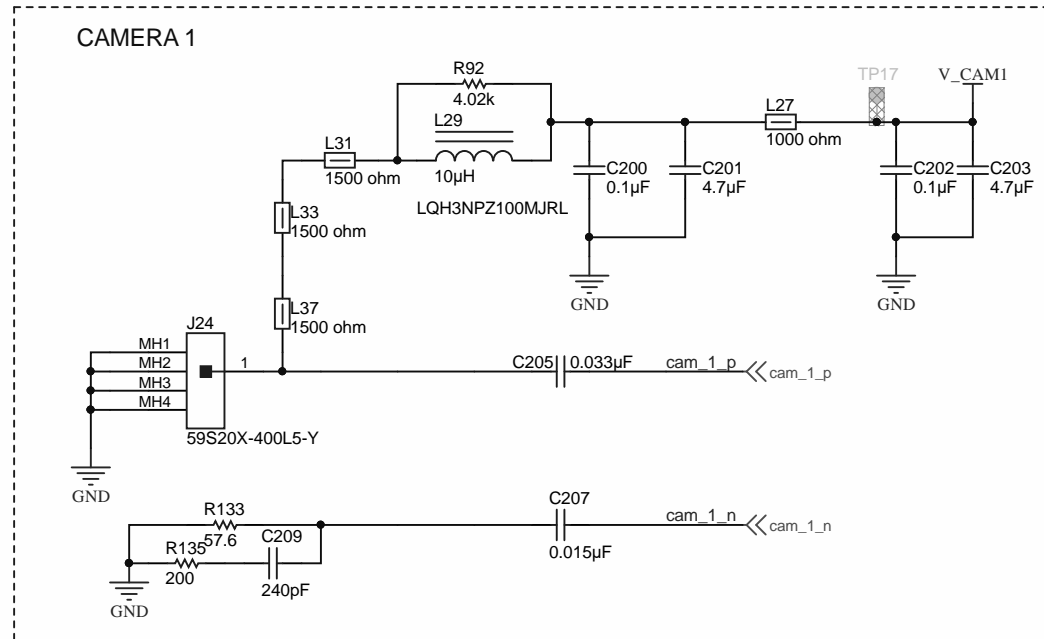 CAMERA 1
R92
4.02k
TP17
V_CAM1
L29
L27
L31
1000 ohm
1500 ohm
10µH
C200
0.1µF
C201
4.7µF
C202
0.1µF
C203
4.7µF
LQH3NPZ100MJRL
L33
1500 ohm
GND
GND
L37
1500 ohm
J24
MH1
MH2
MH3
MH4
1
C205
0.033µF
cam_1_p
cam_1_p
59S20X-400L5-Y
GND
R133
57.6
C207
cam_1_n
cam_1_n
0.015µF
R135
200
C209
240pF
GND